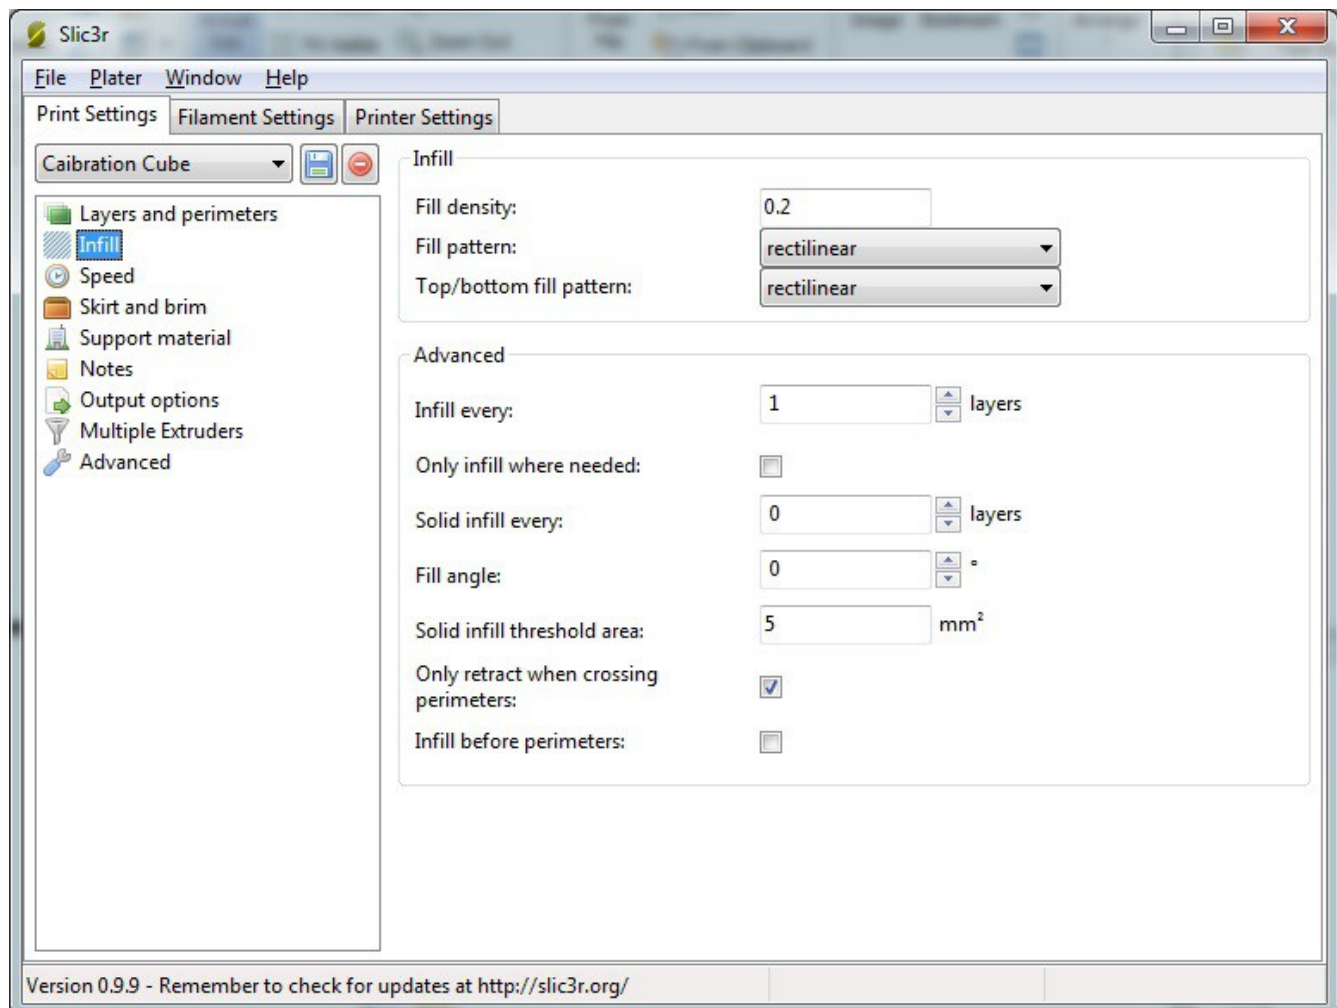 Slic3r
File Plater Window Help
Print Settings Filament Settings Printer Settings
Caibration Cube
Layers and perimeters
Infill
Speed
Skirt and brim
Support material
Notes
Output options
Multiple Extruders
Advanced
Infill
Fill density: 0.2
Fill pattern: rectilinear
Top/bottom fill pattern: rectilinear
Advanced
Infill every: 1 layers
Only infill where needed:
Solid infill every: 0 layers
Fill angle: 0 °
Solid infill threshold area: 5 mm²
Only retract when crossing
perimeters:
Infill before perimeters:
Version 0.9.9 - Remember to check for updates at http://slic3r.org/